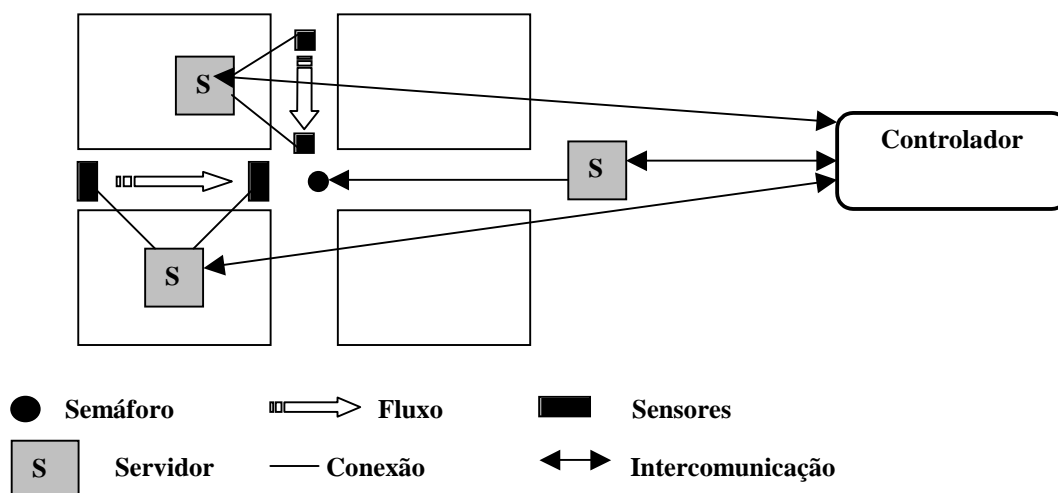 S
Controlador
S
S
Semáforo Fluxo Sensores
S Servidor Conexão Intercomunicação